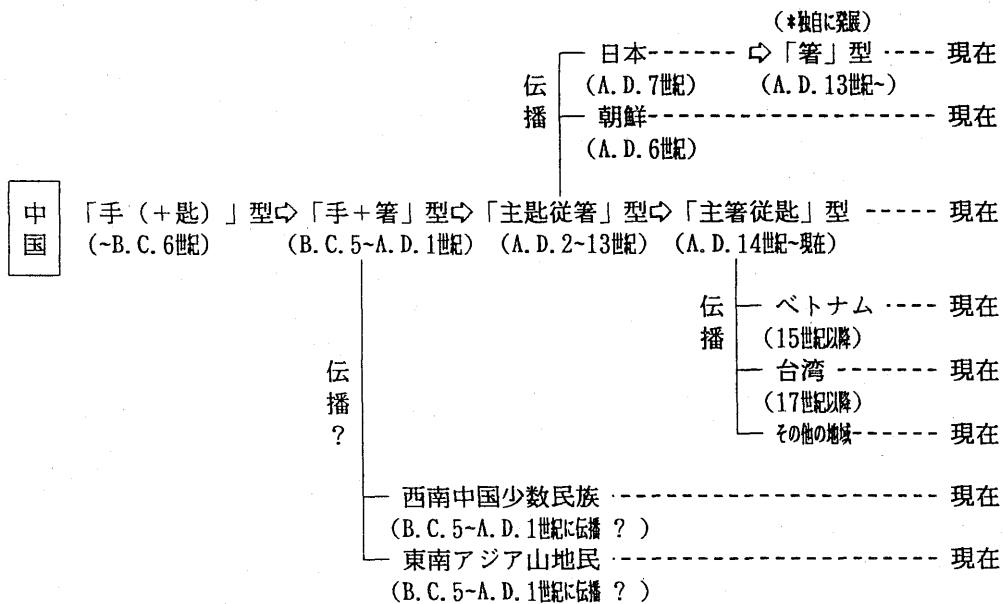 (*独自に発展)
日本------ ⇨「箸」型 ---- 現在
(A.D.7世紀) (A.D.13世紀~)
伝播
朝鮮------------------ 現在
(A.D.6世紀)
中国
「手(+匙)」型⇨「手+箸」型⇨「主匙従箸」型⇨「主箸従匙」型 ----- 現在
(~B.C.6世紀) (B.C.5~A.D.1世紀) (A.D.2~13世紀) (A.D.14世紀~現在)
伝播
ベトナム ---- 現在
(15世紀以降)
台湾 ------- 現在
(17世紀以降)
その他の地域------ 現在
伝播?
西南中国少数民族 -------------------- 現在
(B.C.5~A.D.1世紀に伝播 ? )
東南アジア山地民 -------------------- 現在
(B.C.5~A.D.1世紀に伝播 ? )